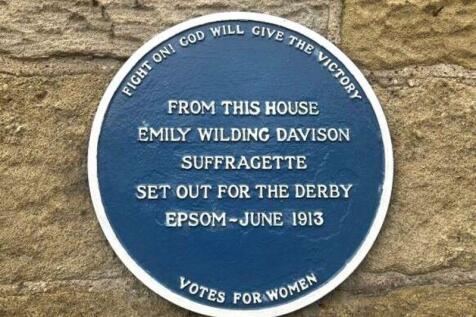 FIGHT ON! GOD WILL GIVE THE VICTORY
FROM THIS HOUSE
EMILY WILDING DAVISON
SUFFRAGETTE
SET OUT FOR THE DERBY
EPSOM~JUNE 1913
VOTES FOR WOMEN